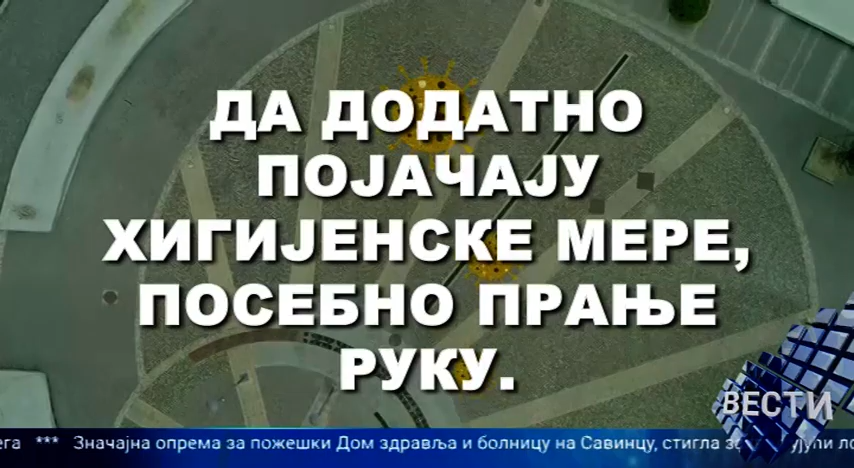 ДА ДОДАТНО
ПОЈАЧАЈУ
ХИГИЈЕНСКЕ МЕРЕ,
ПОСЕБНО ПРАЊЕ
РУКУ.
ВЕСТИ
*** Значајна опрема за пожешки Дом здравља и болницу на Савинцу, стигла